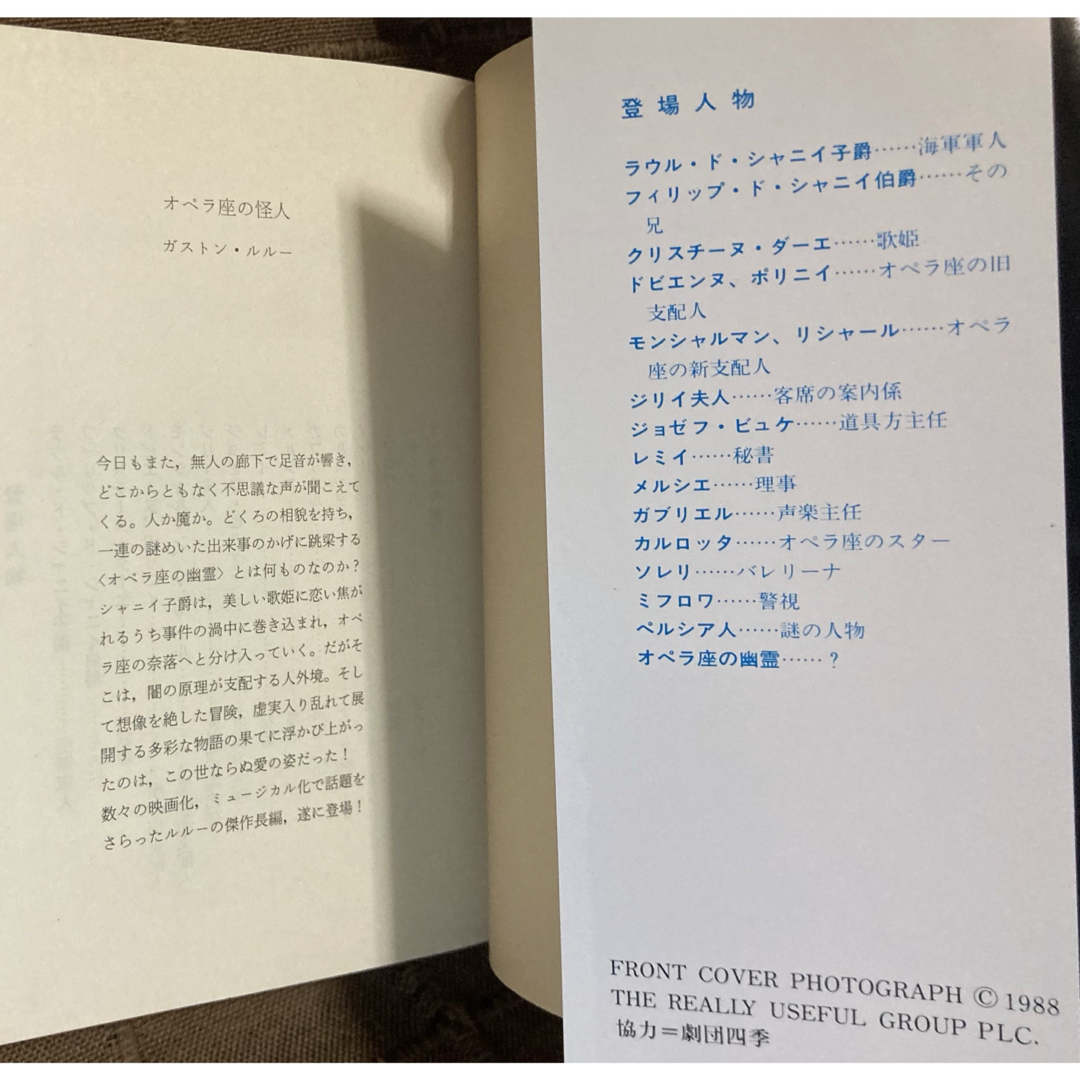 オペラ座の怪人
ガストン・ルルー
今日もまた，無人の廊下で足音が響き，
どこからともなく不思議な声が聞こえて
くる。人か魔か。どくろの相貌を持ち，
一連の謎めいた出来事のかげに跳梁する
〈オペラ座の幽霊〉とは何ものなのか？
シャニイ子爵は，美しい歌姫に恋い焦が
れるうち事件の渦中に巻き込まれ，オペ
ラ座の奈落へと分け入っていく。だがそ
こは，闇の原理が支配する人外境。そし
て想像を絶した冒険，虚実入り乱れて展
開する多彩な物語の果てに浮かび上がっ
たのは，この世ならぬ愛の姿だった！
数々の映画化，ミュージカル化で話題を
さらったルルーの傑作長編，遂に登場！
登場人物
ラウル・ド・シャニイ子爵……海軍軍人
フィリップ・ド・シャニイ伯爵……その
兄
クリスチーヌ・ダーエ……歌姫
ドビエンヌ、ポリニイ……オペラ座の旧
支配人
モンシャルマン、リシャール……オペラ
座の新支配人
ジリイ夫人……客席の案内係
ジョゼフ・ビュケ……道具方主任
レミイ……秘書
メルシエ……理事
ガブリエル……声楽主任
カルロッタ……オペラ座のスター
ソレリ……バレリーナ
ミフロワ……警視
ペルシア人……謎の人物
オペラ座の幽霊……？
FRONT COVER PHOTOGRAPH © 1988
THE REALLY USEFUL GROUP PLC.
協力＝劇団四季